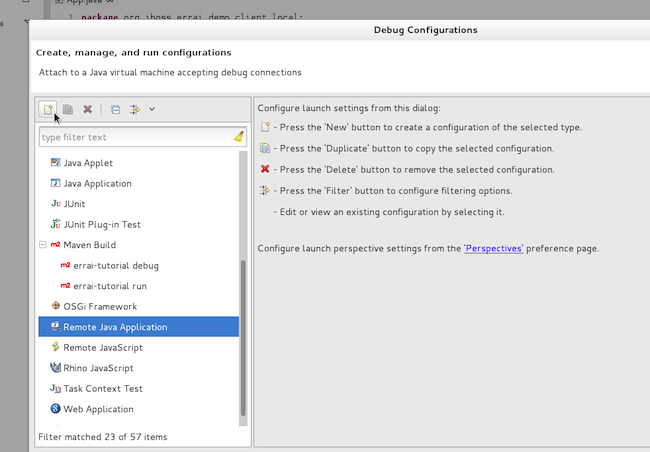 App.java
1 package org.jboss.errai.demo.client.local;
Debug Configurations
Create, manage, and run configurations
Attach to a Java virtual machine accepting debug connections
type filter text
Java Applet
Java Application
JUnit
JUnit Plug-in Test
Maven Build
errai-tutorial debug
errai-tutorial run
OSGi Framework
Remote Java Application
Remote JavaScript
Rhino JavaScript
Task Context Test
Web Application
Filter matched 23 of 57 items
Configure launch settings from this dialog:
- Press the 'New' button to create a configuration of the selected type.
- Press the 'Duplicate' button to copy the selected configuration.
- Press the 'Delete' button to remove the selected configuration.
- Press the 'Filter' button to configure filtering options.
- Edit or view an existing configuration by selecting it.
Configure launch perspective settings from the 'Perspectives' preference page.